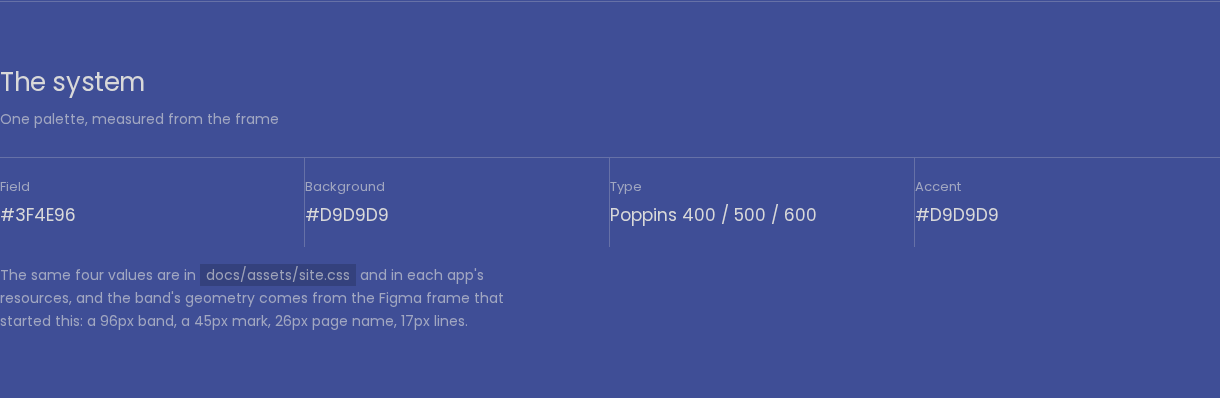 The system
One palette, measured from the frame
Field
#3F4E96
Background
#D9D9D9
Type
Poppins 400 / 500 / 600
Accent
#D9D9D9
The same four values are in docs/assets/site.css and in each app's
resources, and the band's geometry comes from the Figma frame that
started this: a 96px band, a 45px mark, 26px page name, 17px lines.